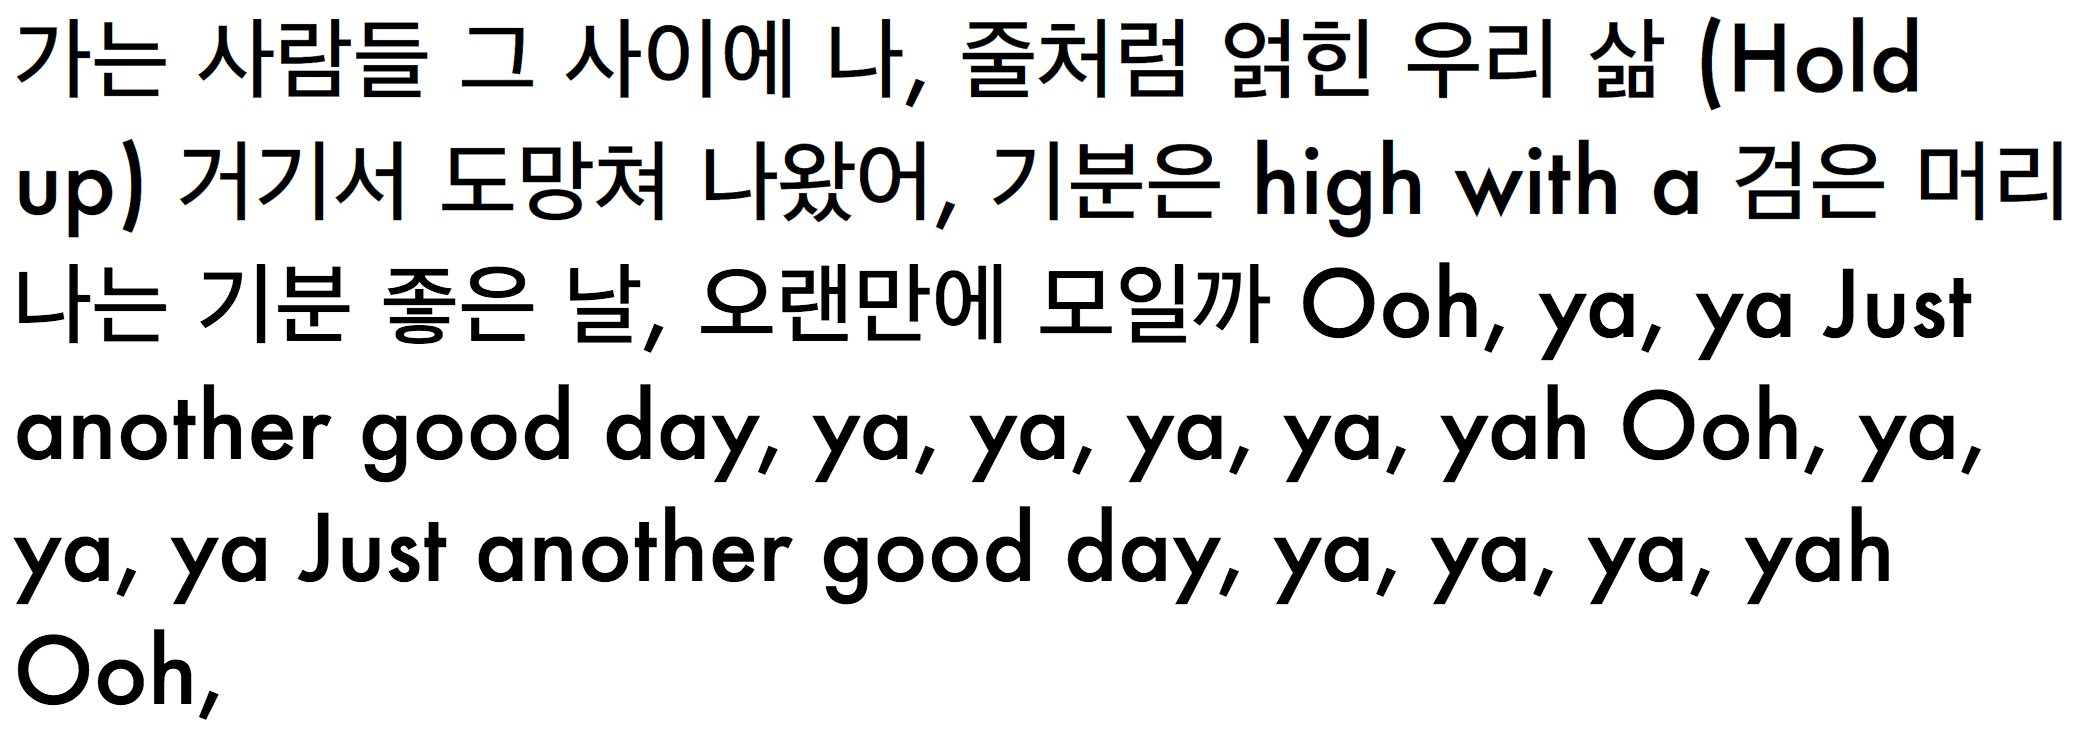 가는 사람들 그 사이에 나, 줄처럼 얽힌 우리 삶 (Hold
up) 거기서 도망쳐 나왔어, 기분은 high with a 검은 머리
나는 기분 좋은 날, 오랜만에 모일까 Ooh, ya, ya Just
another good day, ya, ya, ya, ya, yah Ooh, ya,
ya, ya Just another good day, ya, ya, ya, yah
Ooh,